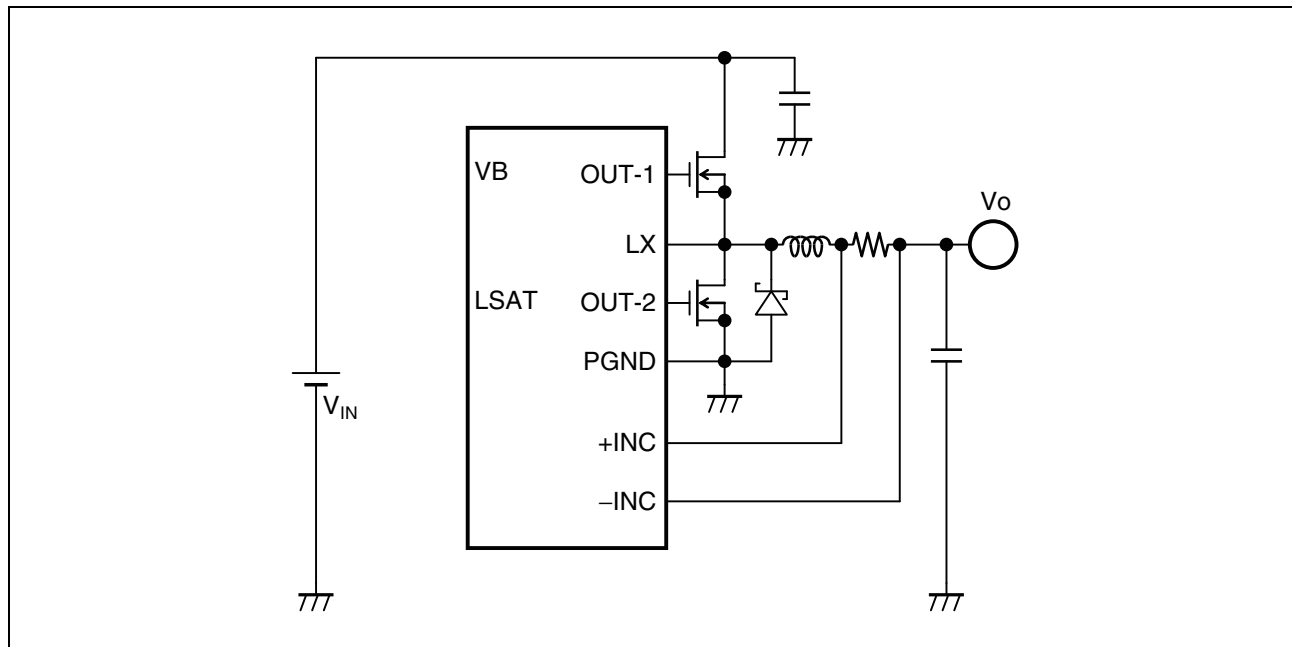 VB
OUT-1
LX
LSAT
OUT-2
PGND
+INC
−INC
VIN
Vo